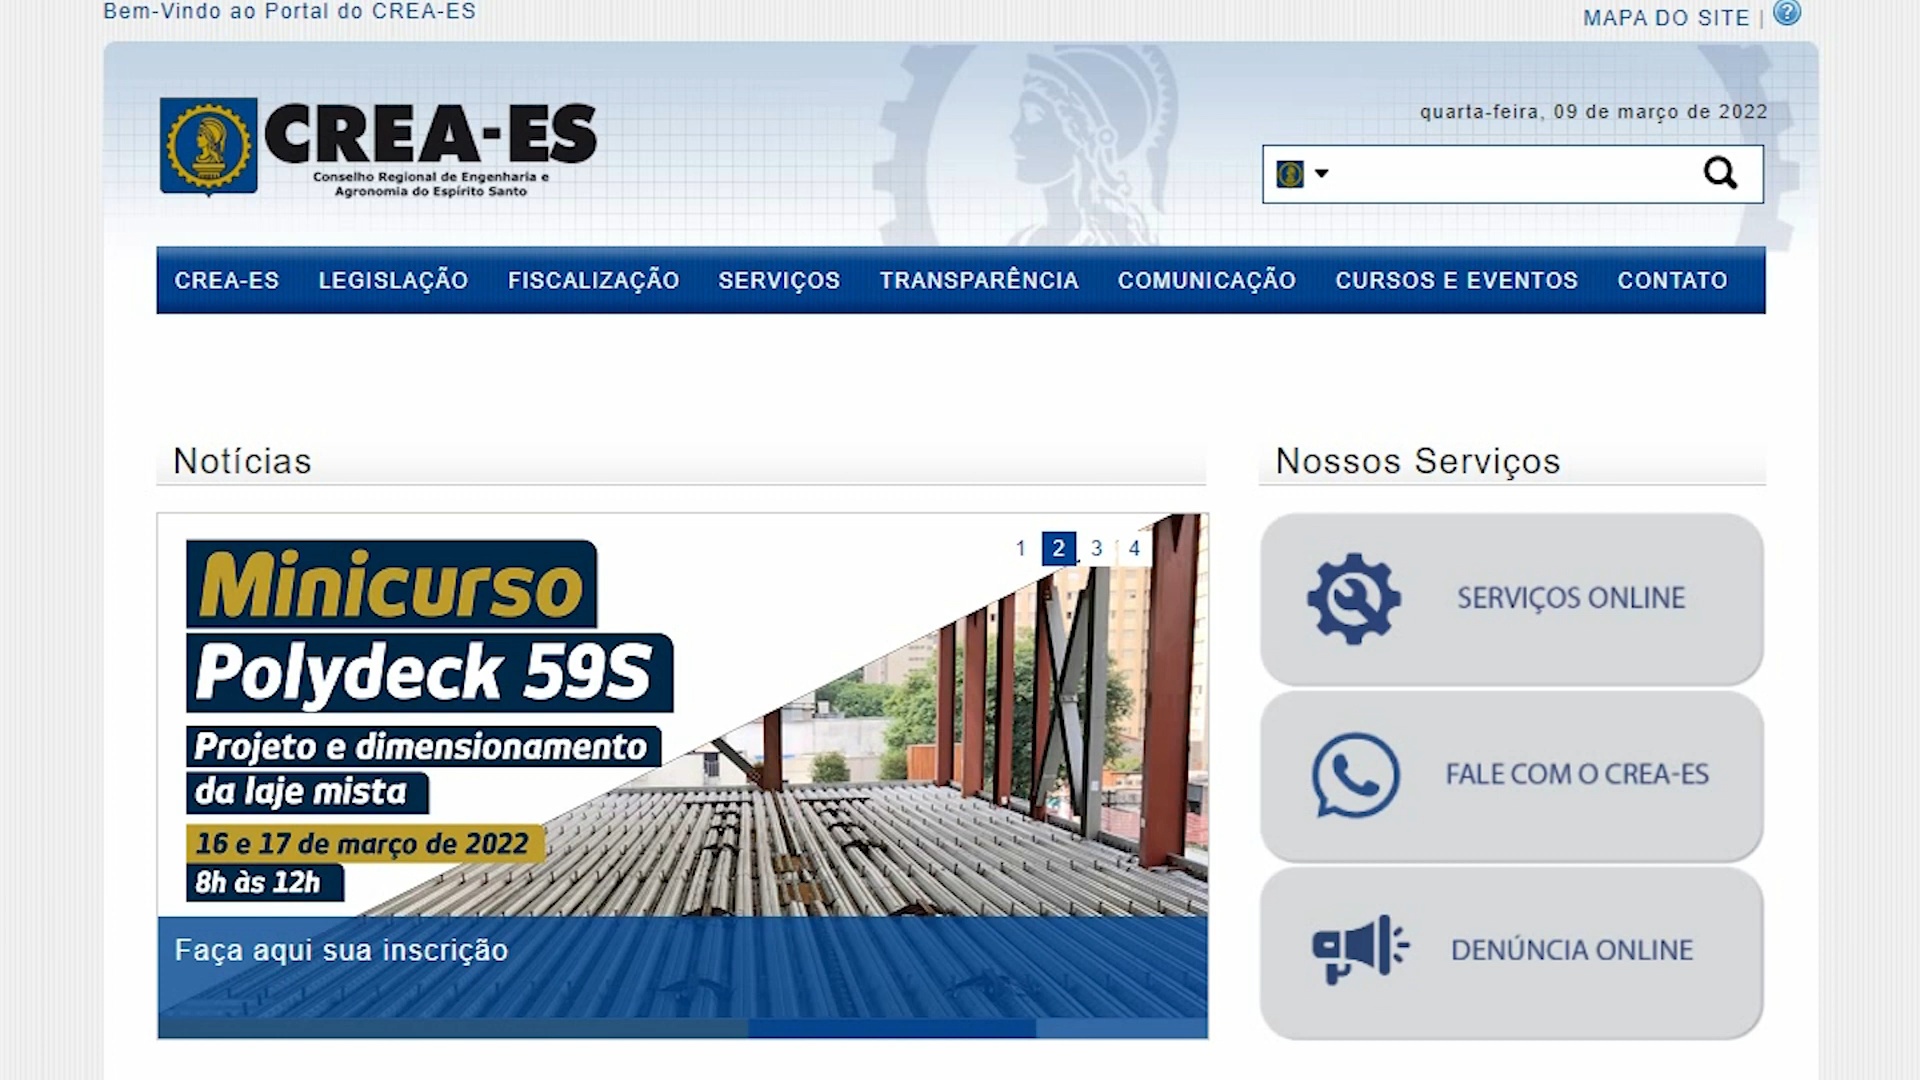 Bem-Vindo ao Portal do CREA-ES
MAPA DO SITE | ?
CREA-ES
Conselho Regional de Engenharia e
Agronomia do Espírito Santo
quarta-feira, 09 de março de 2022
CREA-ES LEGISLAÇÃO FISCALIZAÇÃO SERVIÇOS TRANSPARÊNCIA COMUNICAÇÃO CURSOS E EVENTOS CONTATO
Notícias
1 2 3 4
Minicurso
Polydeck 59S
Projeto e dimensionamento
da laje mista
16 e 17 de março de 2022
8h às 12h
Faça aqui sua inscrição
Nossos Serviços
SERVIÇOS ONLINE
FALE COM O CREA-ES
DENÚNCIA ONLINE